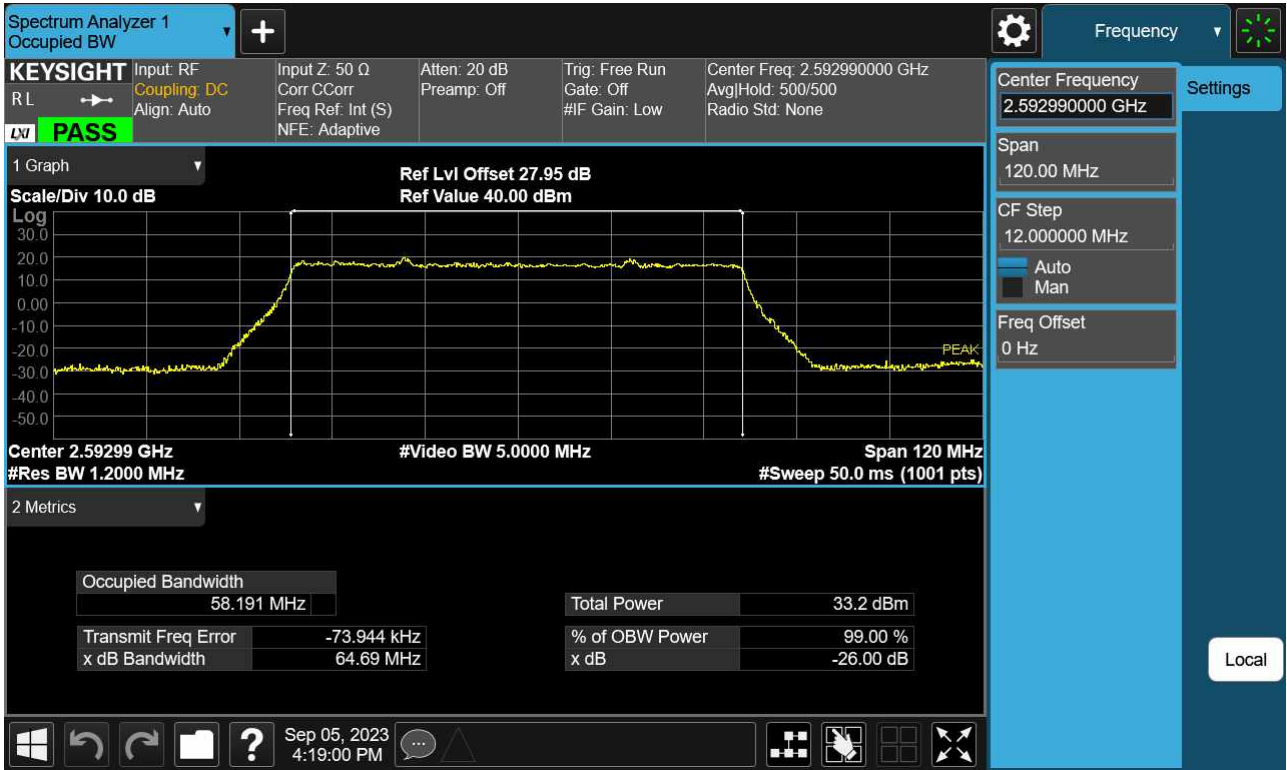 Spectrum Analyzer 1
Occupied BW
Frequency
KEYSIGHT
R L
LXI
PASS
Input: RF
Coupling: DC
Align: Auto
Input Z: 50 Ω
Corr CCorr
Freq Ref: Int (S)
NFE: Adaptive
Atten: 20 dB
Preamp: Off
Trig: Free Run
Gate: Off
#IF Gain: Low
Center Freq: 2.592990000 GHz
Avg|Hold: 500/500
Radio Std: None
Center Frequency
2.592990000 GHz
Settings
Span
120.00 MHz
CF Step
12.000000 MHz
Auto
Man
Freq Offset
0 Hz
Local
1 Graph
Ref Lvl Offset 27.95 dB
Scale/Div 10.0 dB
Ref Value 40.00 dBm
Log
30.0
20.0
10.0
0.00
-10.0
-20.0
-30.0
-40.0
-50.0
PEAK
Center 2.59299 GHz
#Video BW 5.0000 MHz
Span 120 MHz
#Res BW 1.2000 MHz
#Sweep 50.0 ms (1001 pts)
2 Metrics
Occupied Bandwidth
58.191 MHz
Total Power 33.2 dBm
Transmit Freq Error -73.944 kHz
% of OBW Power 99.00 %
x dB Bandwidth 64.69 MHz
x dB -26.00 dB
?
Sep 05, 2023
4:19:00 PM